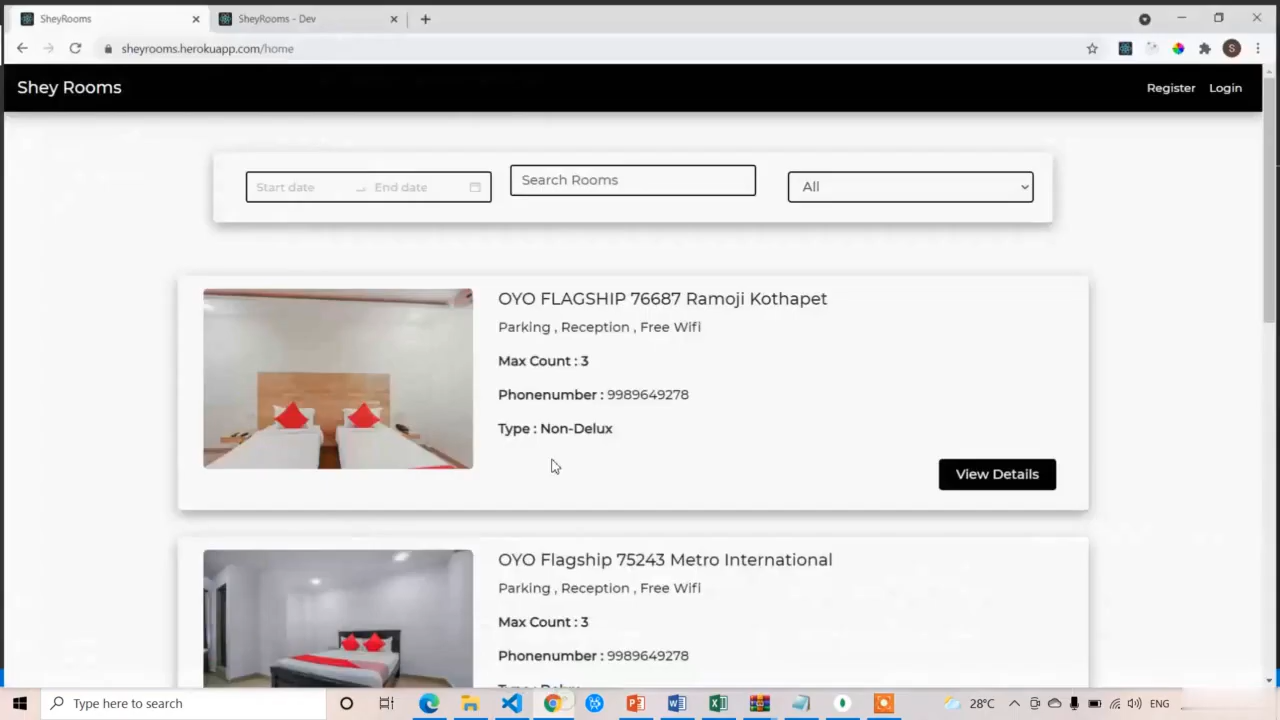 SheyRooms
SheyRooms - Dev
sheyrooms.herokuapp.com/home
S
Shey Rooms
Register
Login
Start date
End date
Search Rooms
All
OYO FLAGSHIP 76687 Ramoji Kothapet
Parking , Reception , Free Wifi
Max Count : 3
Phonenumber : 9989649278
Type : Non-Delux
View Details
OYO Flagship 75243 Metro International
Parking , Reception , Free Wifi
Max Count : 3
Phonenumber : 9989649278
Type here to search
28°C
ENG